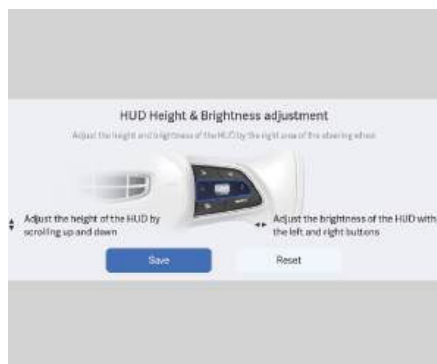 HUD Height & Brightness adjustment
Adjust the height and brightness of the HUD by the right area of the steering wheel
Adjust the height of the HUD by
scrolling up and down
Adjust the brightness of the HUD with
the left and right buttons
Save
Reset